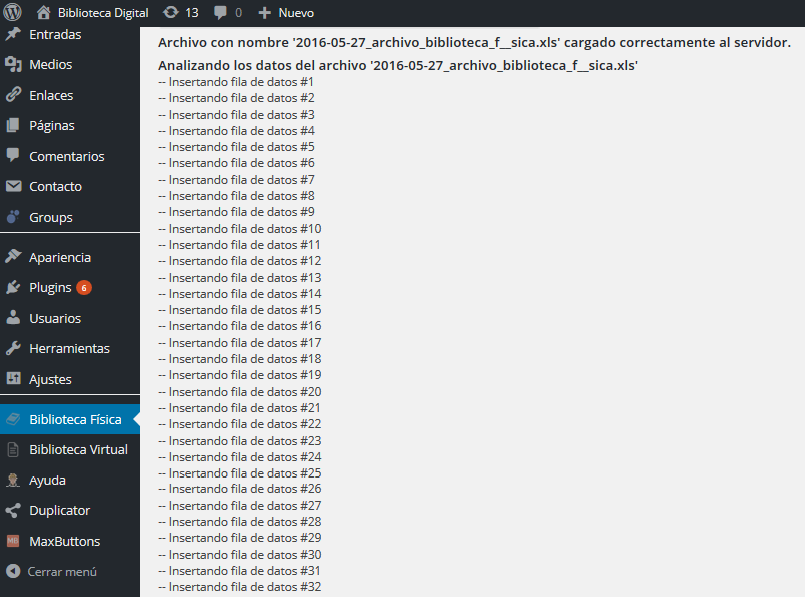 Biblioteca Digital 13 0 Nuevo
Entradas
Medios
Enlaces
Páginas
Comentarios
Contacto
Groups
Apariencia
Plugins 6
Usuarios
Herramientas
Ajustes
Biblioteca Física
Biblioteca Virtual
Ayuda
Duplicator
MaxButtons
Cerrar menú
Archivo con nombre '2016-05-27_archivo_biblioteca_f__sica.xls' cargado correctamente al servidor.
Analizando los datos del archivo '2016-05-27_archivo_biblioteca_f__sica.xls'
-- Insertando fila de datos #1
-- Insertando fila de datos #2
-- Insertando fila de datos #3
-- Insertando fila de datos #4
-- Insertando fila de datos #5
-- Insertando fila de datos #6
-- Insertando fila de datos #7
-- Insertando fila de datos #8
-- Insertando fila de datos #9
-- Insertando fila de datos #10
-- Insertando fila de datos #11
-- Insertando fila de datos #12
-- Insertando fila de datos #13
-- Insertando fila de datos #14
-- Insertando fila de datos #15
-- Insertando fila de datos #16
-- Insertando fila de datos #17
-- Insertando fila de datos #18
-- Insertando fila de datos #19
-- Insertando fila de datos #20
-- Insertando fila de datos #21
-- Insertando fila de datos #22
-- Insertando fila de datos #23
-- Insertando fila de datos #24
-- Insertando fila de datos #25
-- Insertando fila de datos #26
-- Insertando fila de datos #27
-- Insertando fila de datos #28
-- Insertando fila de datos #29
-- Insertando fila de datos #30
-- Insertando fila de datos #31
-- Insertando fila de datos #32